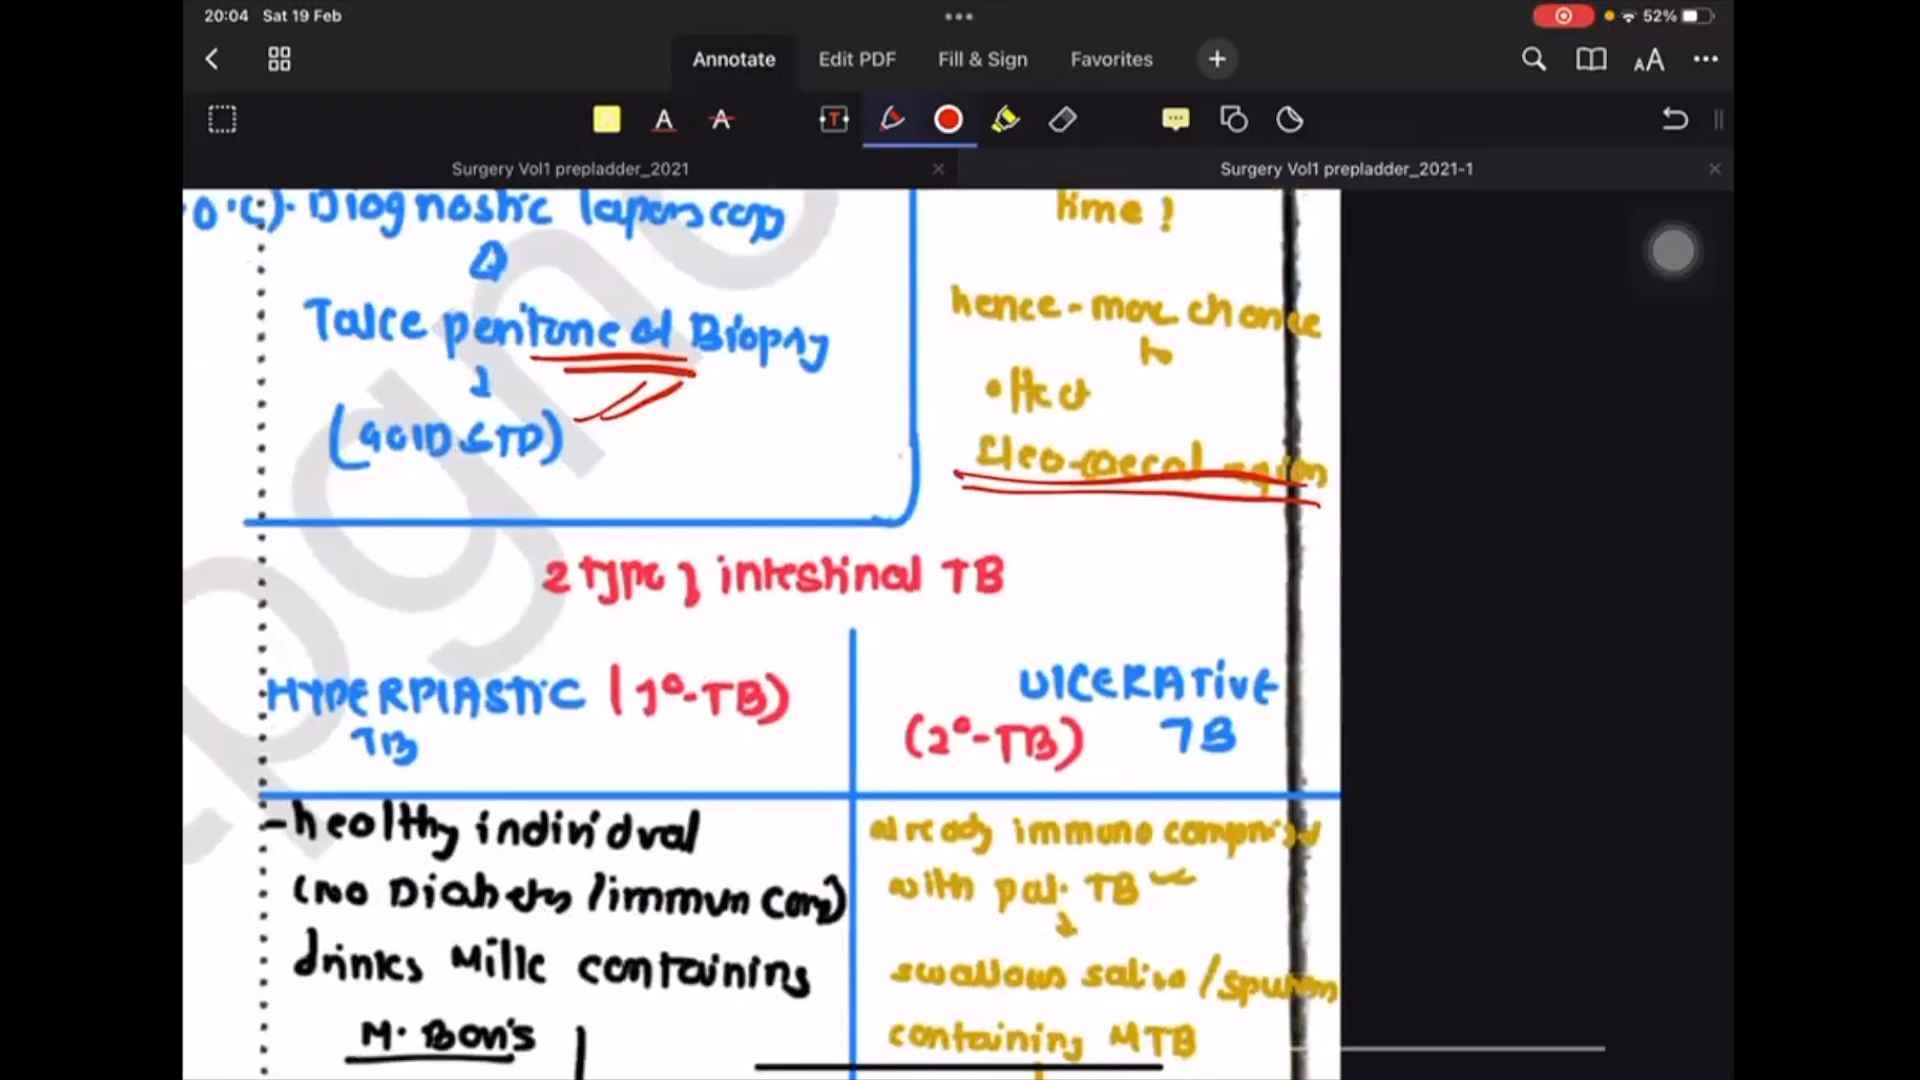 20:04 Sat 19 Feb
52%
Annotate Edit PDF Fill & Sign Favorites
Surgery Vol1 prepladder_2021
Surgery Vol1 prepladder_2021-1
Diagnostic laparoscopy
Take peritoneal Biopsy
(GOLD STD)
time !
hence - more chance
to
• ffect
Ileo-caecal region
2 type of intestinal TB
HYPERPLASTIC (1°-TB)
TB
ULCERATIVE
(2°-TB) TB
- healthy individual
(No Diabetes / immun Comp)
drinks Milk containing
M. Bovis
already immuno compromised
with pul. TB
swallows saliva / sputum
containing MTB